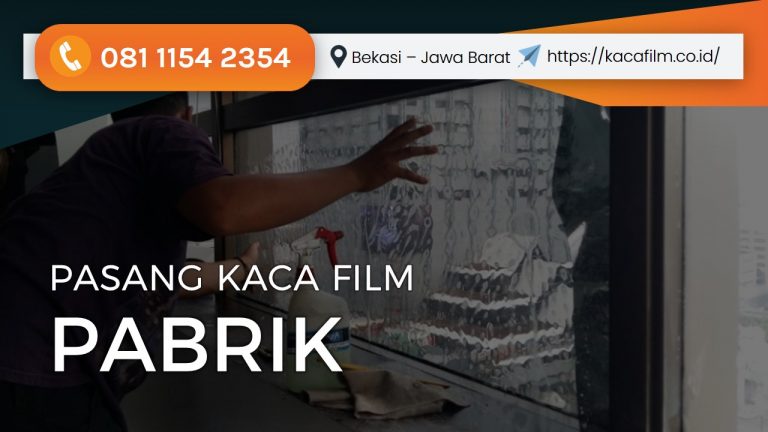 081 1154 2354
Bekasi – Jawa Barat
https://kacafilm.co.id/
PASANG KACA FILM
PABRIK